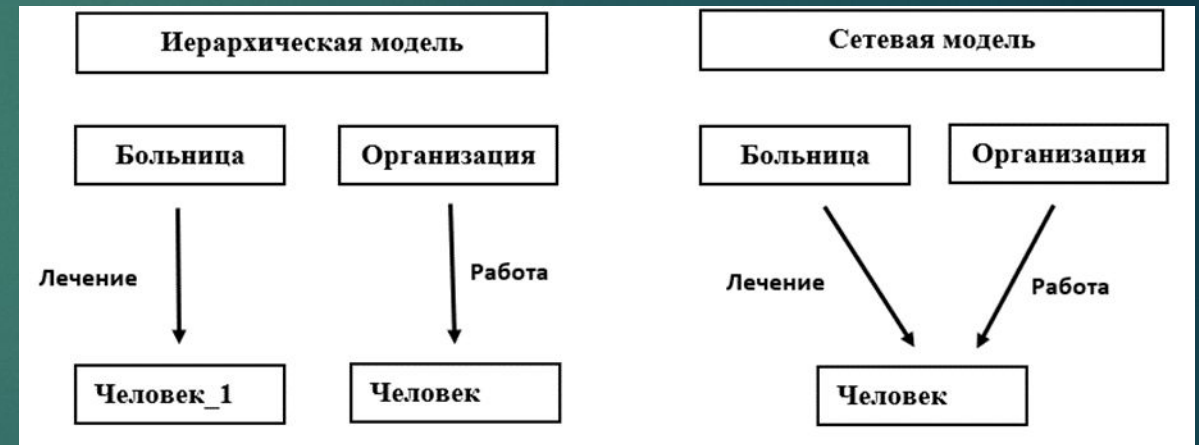 Иерархическая модель
Сетевая модель
Больница
Организация
Больница
Организация
Лечение
Работа
Лечение
Работа
Человек_1
Человек
Человек